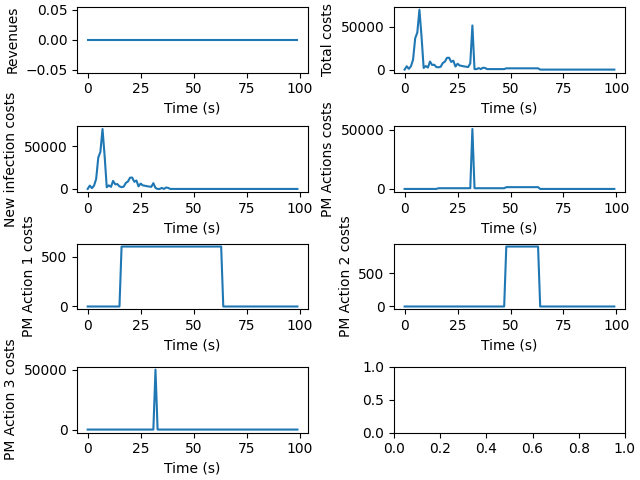 Revenues
0.05
0.00
−0.05
0 25 50 75 100
Time (s)
Total costs
50000
0
0 25 50 75 100
Time (s)
New infection costs
50000
0
0 25 50 75 100
Time (s)
PM Actions costs
50000
0
0 25 50 75 100
Time (s)
PM Action 1 costs
500
0
0 25 50 75 100
Time (s)
PM Action 2 costs
500
0
0 25 50 75 100
Time (s)
PM Action 3 costs
50000
0
0 25 50 75 100
Time (s)
1.0
0.5
0.0
0.0 0.2 0.4 0.6 0.8 1.0